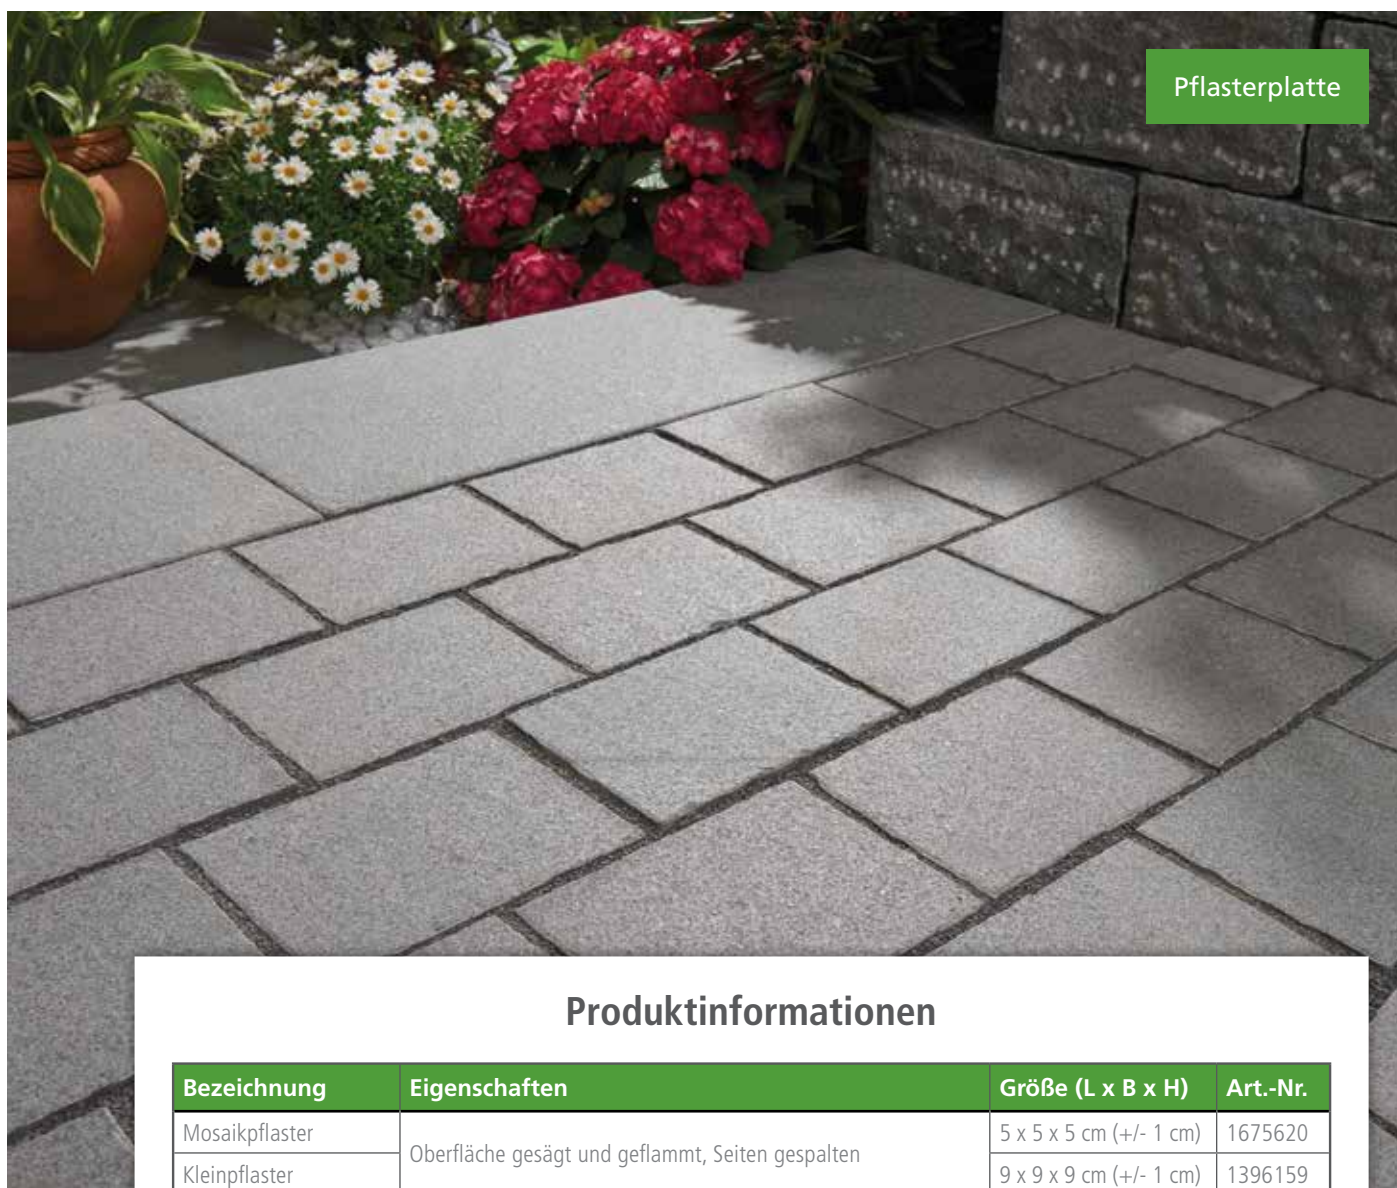 Pflasterplatte
Produktinformationen
Bezeichnung Eigenschaften Größe (L x B x H) Art.-Nr.
Mosaikpflaster Oberfläche gesägt und geflammt, Seiten gespalten 5 x 5 x 5 cm (+/- 1 cm) 1675620
Kleinpflaster 9 x 9 x 9 cm (+/- 1 cm) 1396159